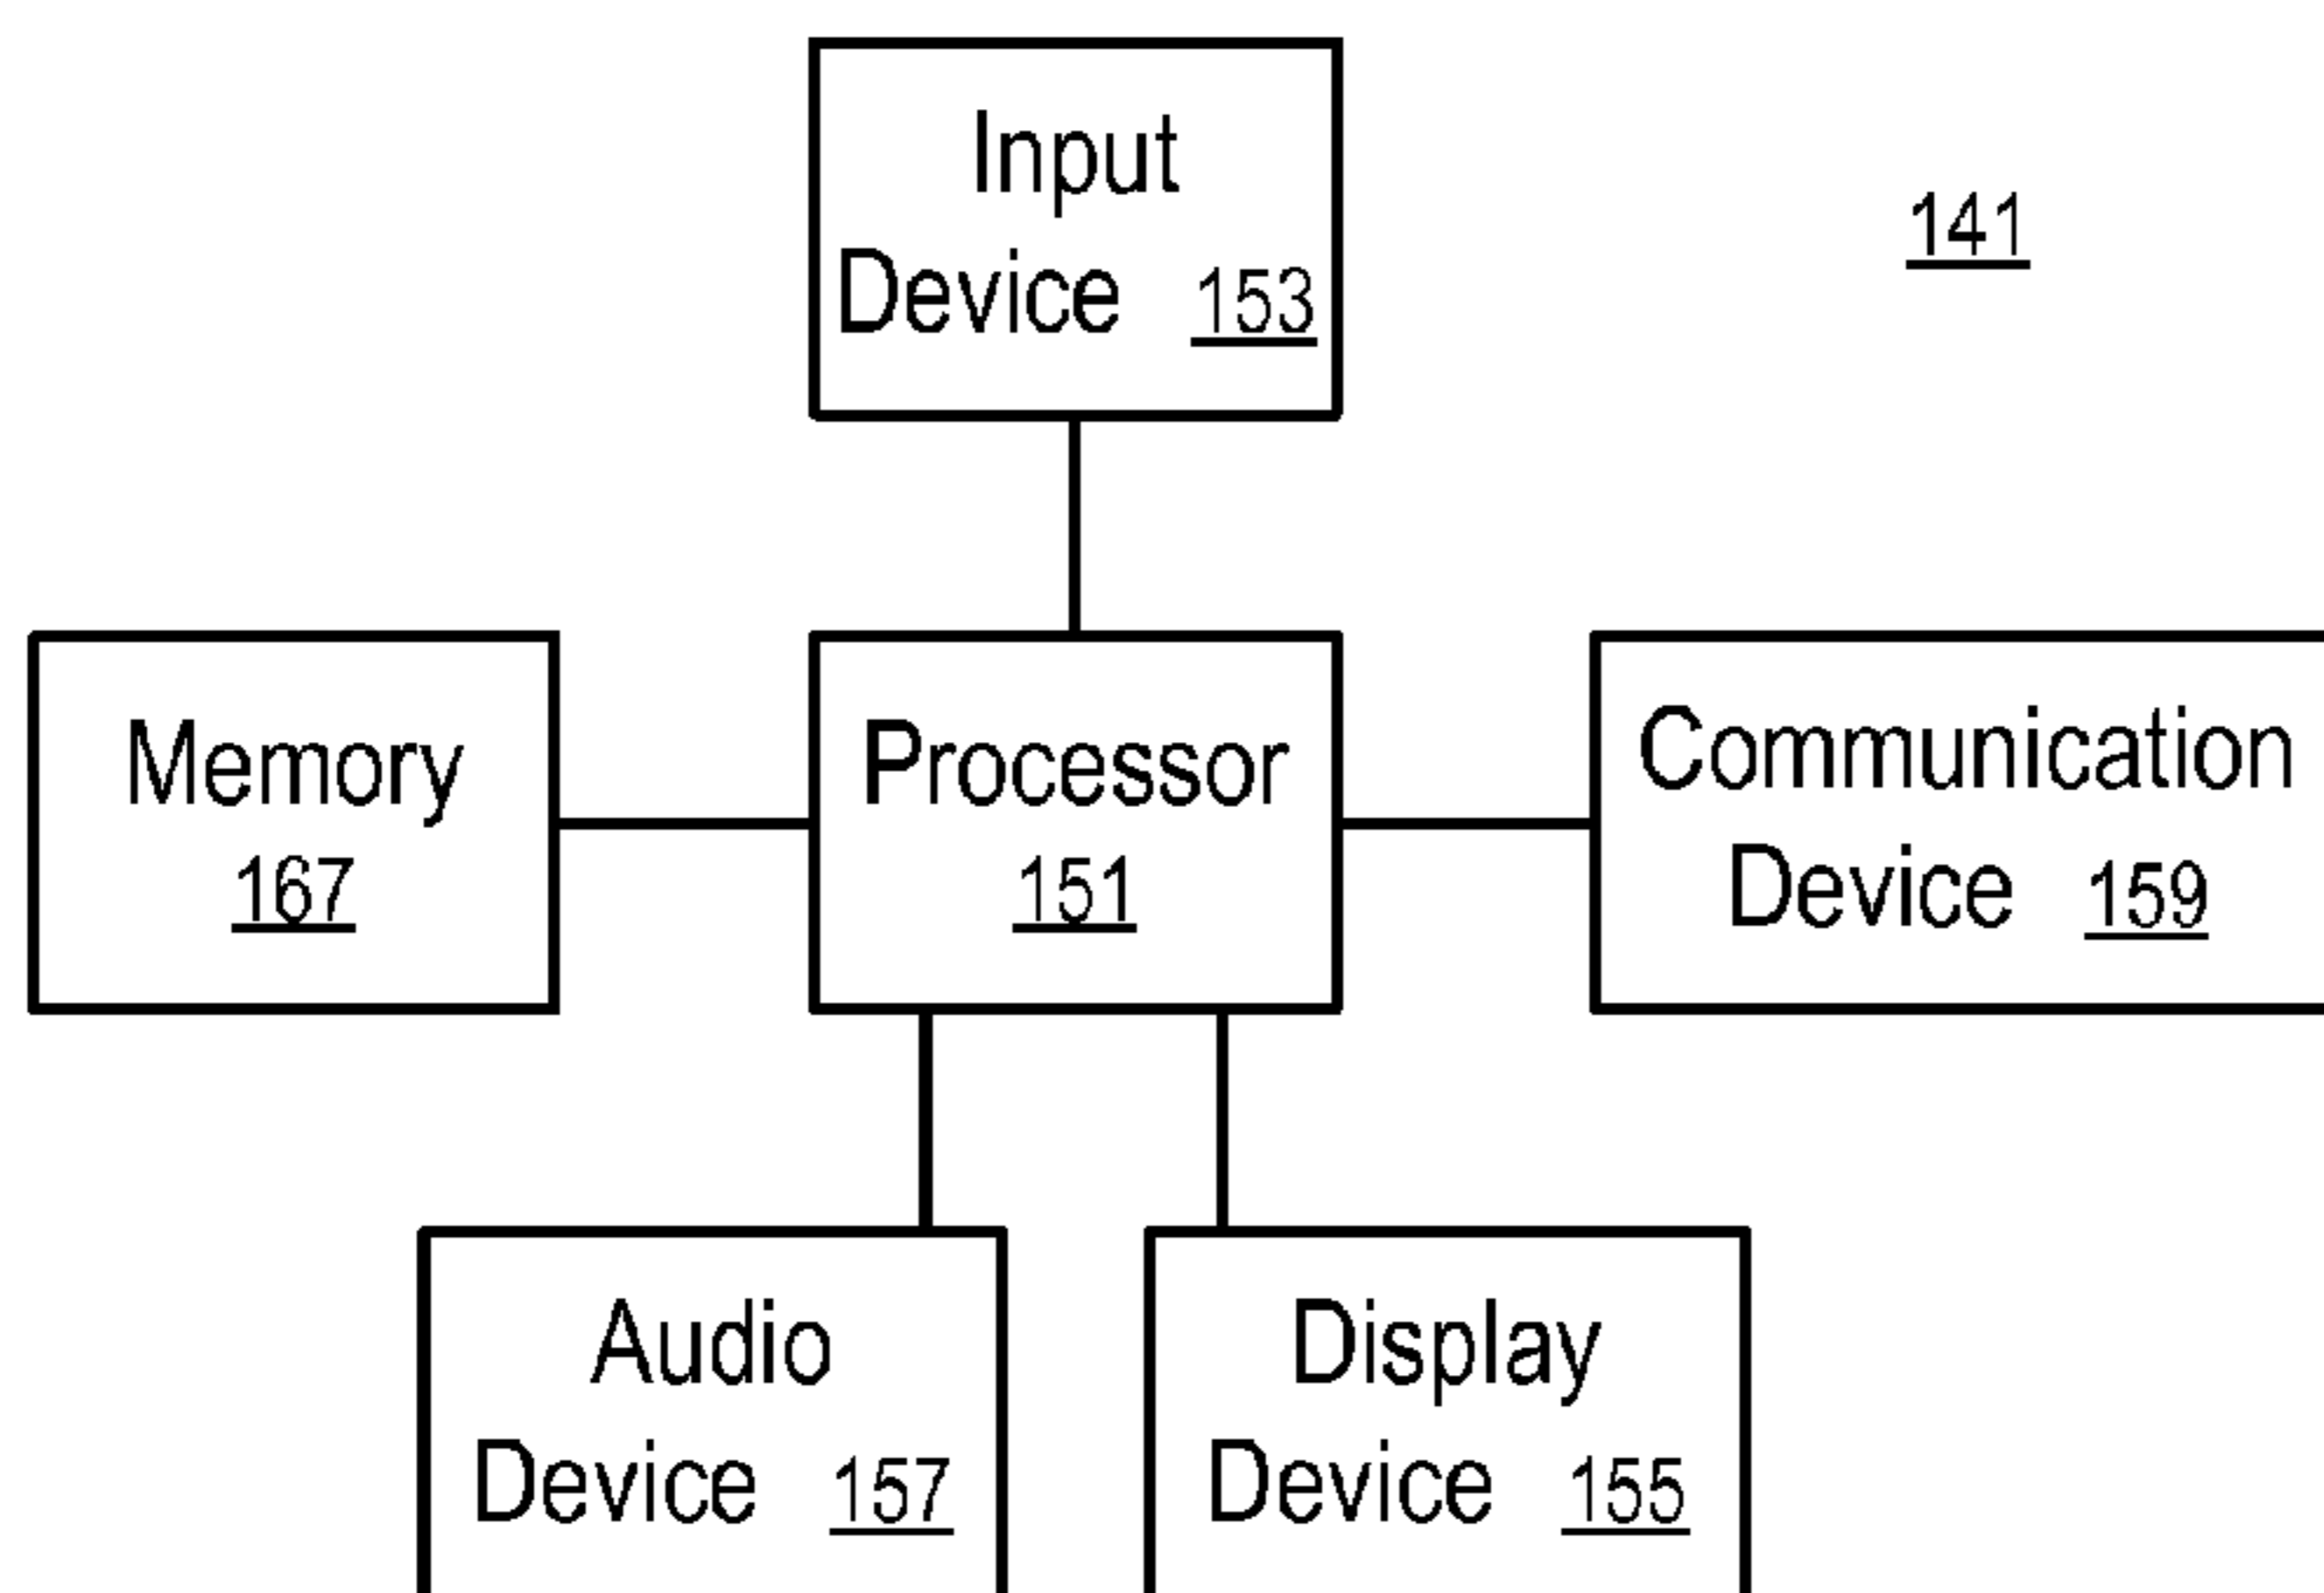 Input
Device 153
141
Memory
167
Processor
151
Communication
Device 159
Audio
Device 157
Display
Device 155